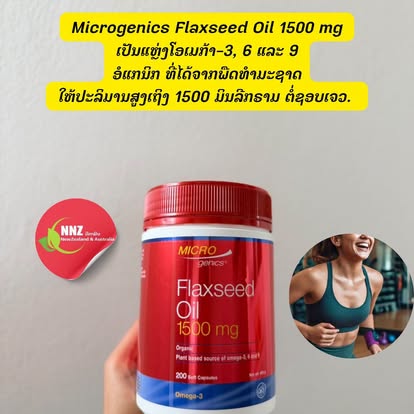 Microgenics Flaxseed Oil 1500 mg
ເປັນແຫຼ່ງໂອເມກ້າ-3, 6 ແລະ 9
ອໍແກນິກ ທີ່ໄດ້ຈາກພືດທຳມະຊາດ
ໃຫ້ປະລິມານສູງເຖິງ 1500 ມິນລີກຣາມ ຕໍ່ຊອບເຈວ.
NNZ
NewZealand & Australia
MICRO
genics
Flaxseed
Oil
1500 mg
Organic
Plant based source of omega-3, 6 and 9
200 Soft Capsules
Omega-3